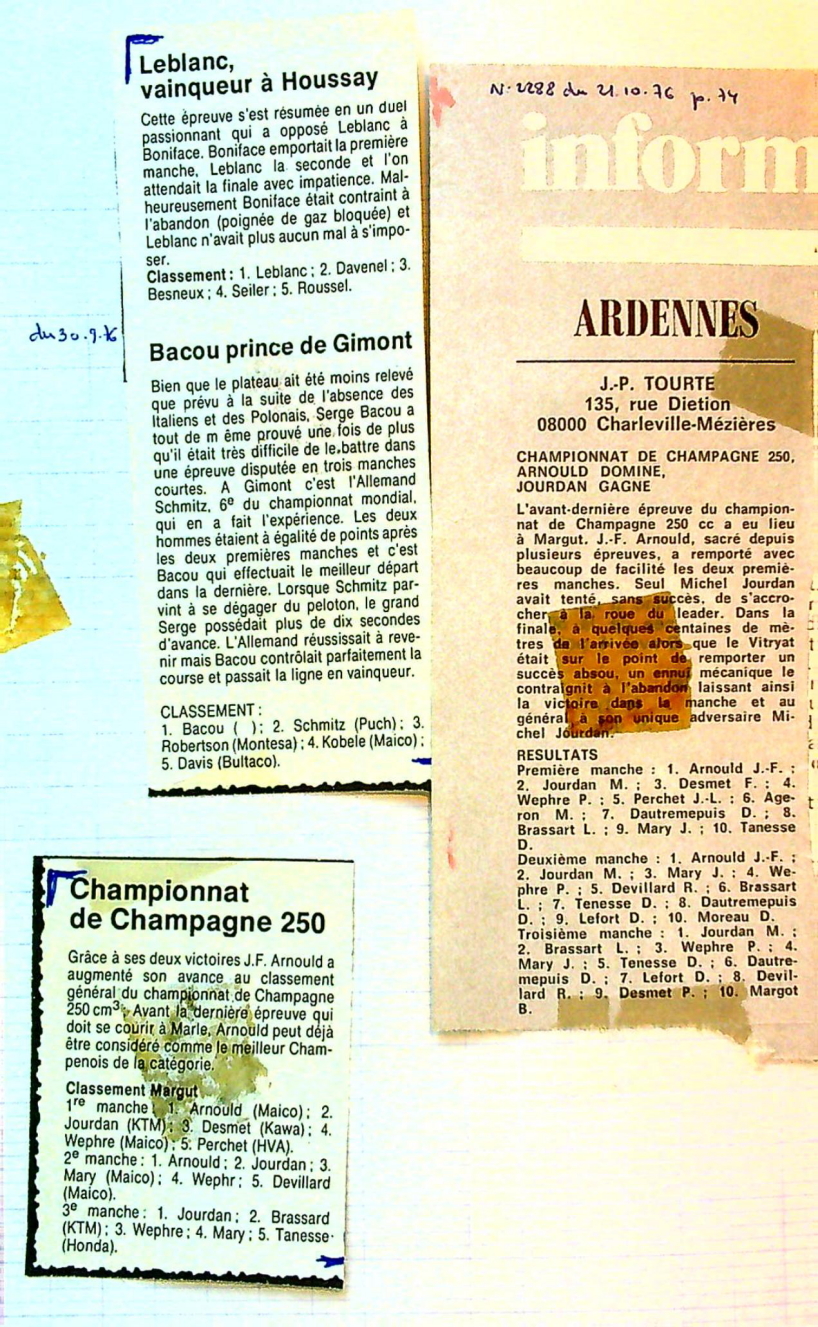 Leblanc,
vainqueur à Houssay
Cette épreuve s'est résumée en un duel
passionnant qui a opposé Leblanc à
Boniface. Boniface emportait la première
manche, Leblanc la seconde et l'on
attendait la finale avec impatience. Mal-
heureusement Boniface était contraint à
l'abandon (poignée de gaz bloquée) et
Leblanc n'avait plus aucun mal à s'impo-
ser.
Classement : 1. Leblanc ; 2. Davenel ; 3.
Besneux ; 4. Seiler ; 5. Roussel.
du 30.9.76
Bacou prince de Gimont
Bien que le plateau ait été moins relevé
que prévu à la suite de l'absence des
Italiens et des Polonais, Serge Bacou a
tout de m ême prouvé une fois de plus
qu'il était très difficile de le.battre dans
une épreuve disputée en trois manches
courtes. A Gimont c'est l'Allemand
Schmitz, 6e du championnat mondial,
qui en a fait l'expérience. Les deux
hommes étaient à égalité de points après
les deux premières manches et c'est
Bacou qui effectuait le meilleur départ
dans la dernière. Lorsque Schmitz par-
vint à se dégager du peloton, le grand
Serge possédait plus de dix secondes
d'avance. L'Allemand réussissait à reve-
nir mais Bacou contrôlait parfaitement la
course et passait la ligne en vainqueur.
CLASSEMENT :
1. Bacou ( ) ; 2. Schmitz (Puch) ; 3.
Robertson (Montesa) ; 4. Kobele (Maico) ;
5. Davis (Bultaco).
Championnat
de Champagne 250
Grâce à ses deux victoires J.F. Arnould a
augmenté son avance au classement
général du championnat de Champagne
250 cm3. Avant la dernière épreuve qui
doit se courir à Marle, Arnould peut déjà
être considéré comme le meilleur Cham-
penois de la catégorie.
Classement Margut
1re manche : 1. Arnould (Maico) ; 2.
Jourdan (KTM) ; 3. Desmet (Kawa) ; 4.
Wephre (Maico) ; 5. Perchet (HVA).
2e manche : 1. Arnould ; 2. Jourdan ; 3.
Mary (Maico) ; 4. Wephr ; 5. Devillard
(Maico).
3e manche : 1. Jourdan ; 2. Brassard
(KTM) ; 3. Wephre ; 4. Mary ; 5. Tanesse
(Honda).
N° 2288 du 21.10.76 p. 74
inform
ARDENNES
J.-P. TOURTE
135, rue Dietion
08000 Charleville-Mézières
CHAMPIONNAT DE CHAMPAGNE 250,
ARNOULD DOMINE,
JOURDAN GAGNE
L'avant-dernière épreuve du champion-
nat de Champagne 250 cc a eu lieu
à Margut. J.-F. Arnould, sacré depuis
plusieurs épreuves, a remporté avec
beaucoup de facilité les deux premiè-
res manches. Seul Michel Jourdan
avait tenté, sans succès, de s'accro-
cher à la roue du leader. Dans la
finale, à quelques centaines de mè-
tres de l'arrivée alors que le Vitryat
était sur le point de remporter un
succès absou, un ennui mécanique le
contraignit à l'abandon laissant ainsi
la victoire dans la manche et au
général à son unique adversaire Mi-
chel Jourdan.
RESULTATS
Première manche : 1. Arnould J.-F. ;
2. Jourdan M. ; 3. Desmet F. ; 4.
Wephre P. ; 5. Perchet J.-L. ; 6. Age-
ron M. ; 7. Dautremepuis D. ; 8.
Brassart L. ; 9. Mary J. ; 10. Tanesse
D.
Deuxième manche : 1. Arnould J.-F. ;
2. Jourdan M. ; 3. Mary J. ; 4. We-
phre P. ; 5. Devillard R. ; 6. Brassart
L. ; 7. Tenesse D. ; 8. Dautremepuis
D. ; 9. Lefort D. ; 10. Moreau D.
Troisième manche : 1. Jourdan M. ;
2. Brassart L. ; 3. Wephre P. ; 4.
Mary J. ; 5. Tenesse D. ; 6. Dautre-
mepuis D. ; 7. Lefort D. ; 8. Devil-
lard R. ; 9. Desmet P. ; 10. Margot
B.